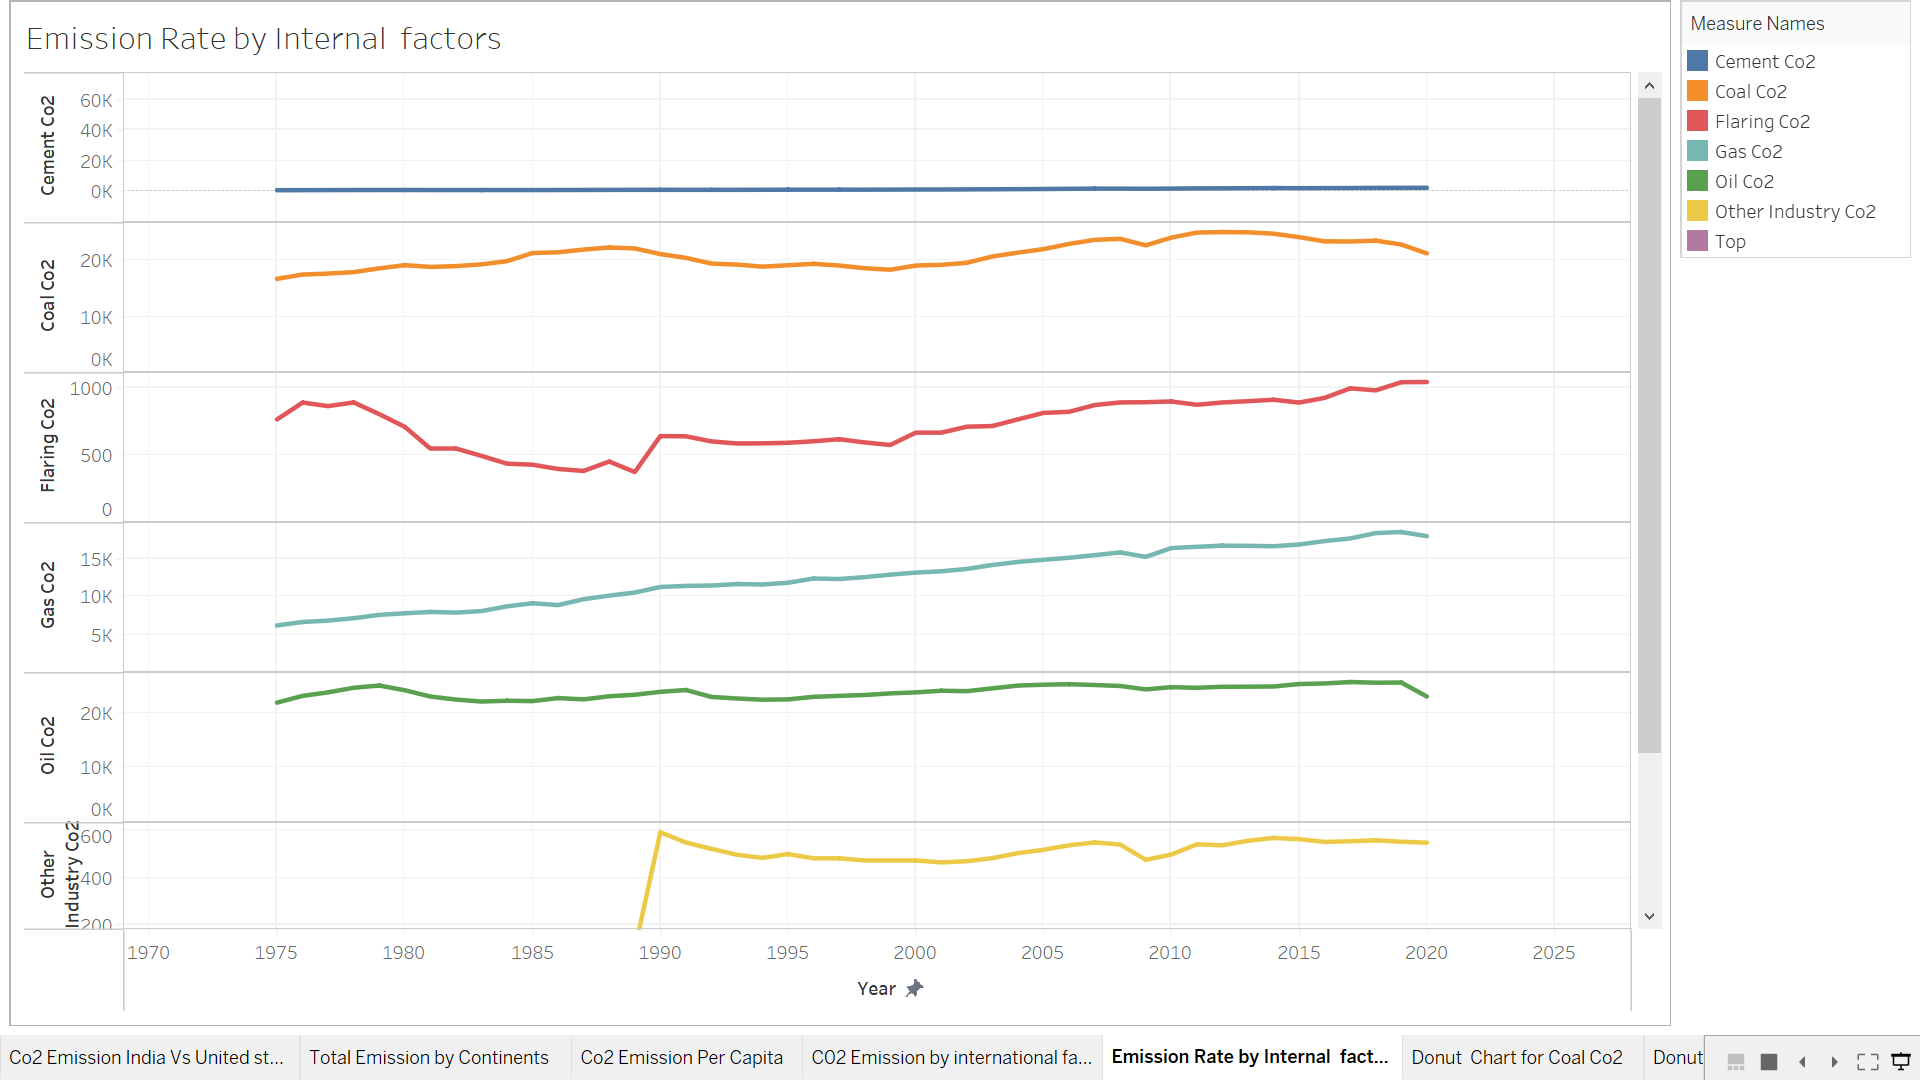 Emission Rate by Internal  factors
Measure Names
Cement Co2
Coal Co2
Flaring Co2
Gas Co2
Oil Co2
Other Industry Co2
Top
Cement Co2
60K
40K
20K
0K
Coal Co2
20K
10K
0K
Flaring Co2
1000
500
0
Gas Co2
15K
10K
5K
Oil Co2
20K
10K
0K
Other
Industry Co2
600
400
200
1970 1975 1980 1985 1990 1995 2000 2005 2010 2015 2020 2025
Year
Co2 Emission India Vs United st... Total Emission by Continents Co2 Emission Per Capita CO2 Emission by international fa... Emission Rate by Internal  fact... Donut  Chart for Coal Co2 Donut